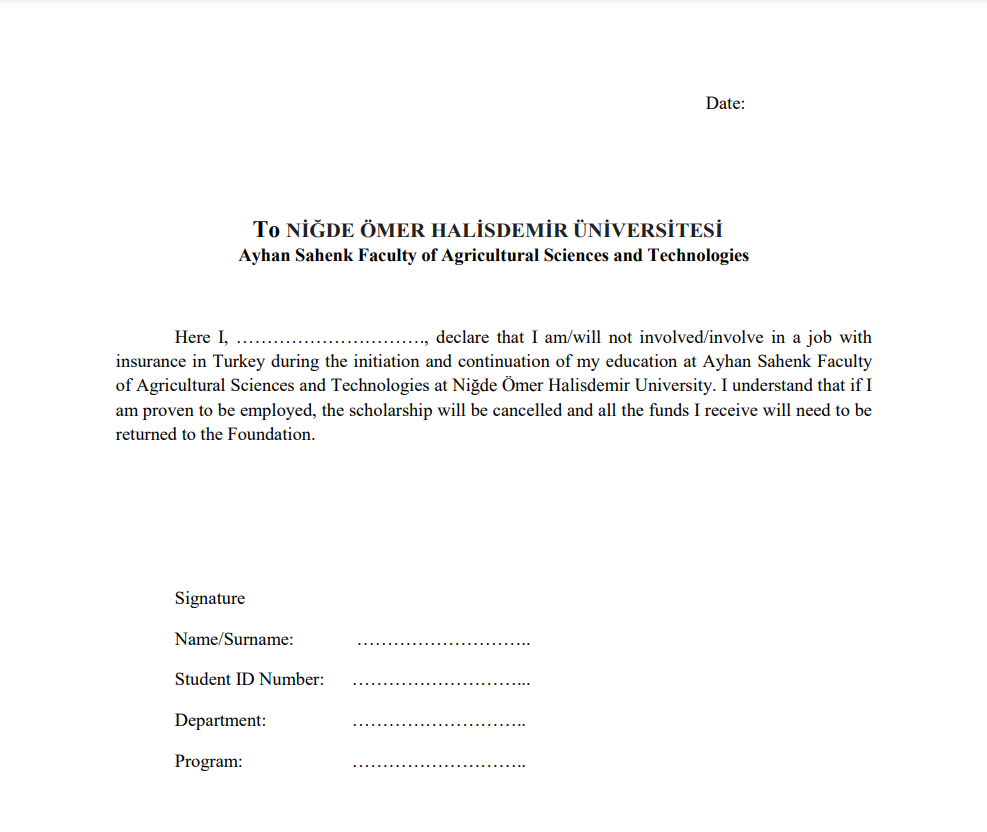 Date:
To NİĞDE ÖMER HALİSDEMİR ÜNİVERSİTESİ
Ayhan Sahenk Faculty of Agricultural Sciences and Technologies
Here I, …………………………., declare that I am/will not involved/involve in a job with
insurance in Turkey during the initiation and continuation of my education at Ayhan Sahenk Faculty
of Agricultural Sciences and Technologies at Niğde Ömer Halisdemir University. I understand that if I
am proven to be employed, the scholarship will be cancelled and all the funds I receive will need to be
returned to the Foundation.
Signature
Name/Surname: ………………………..
Student ID Number: ………………………...
Department: ………………………..
Program: ………………………..